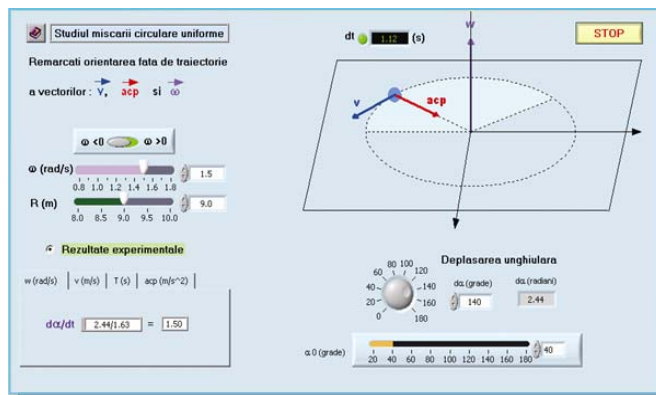 Studiul miscarii circulare uniforme
Remarcati orientarea fata de traiectorie
a vectorilor : v, acp si ω
ω <0 ω >0
ω (rad/s)
1.5
0.8 1.0 1.2 1.4 1.6 1.8
R (m)
9.0
8.0 8.5 9.0 9.5 10.0
Rezultate experimentale
w (rad/s) v (m/s) T (s) acp (m/s^2)
dα/dt 2.44/1.63 = 1.50
dt 1.12 (s)
STOP
w
v
acp
Deplasarea unghiulara
0 20 40 60 80 100 120 140 160 180
dα (grade)
140
dα (radiani)
2.44
α 0 (grade)
40
20 40 60 80 100 120 140 160 180